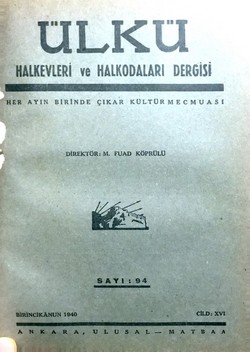 ÜLKÜ
HALKEVLERİ ve HALKODALARI DERGİSİ
HER AYIN BİRİNDE ÇIKAR KÜLTÜR MECMUASI
DİREKTÖR: M. FUAD KÖPRÜLÜ
SAYI: 94
BİRİNCİKÂNUN 1940 CİLD: XVI
ANKARA, ULUSAL — MATBAA